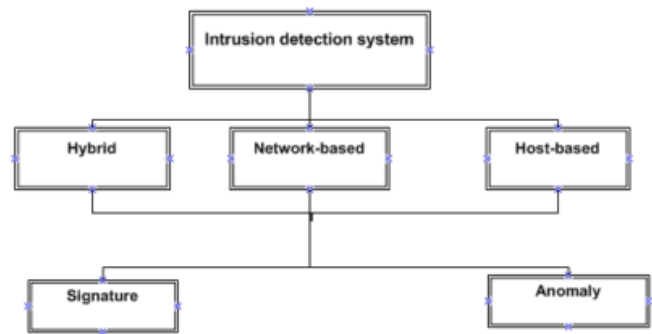 Intrusion detection system
Hybrid
Network-based
Host-based
Signature
Anomaly